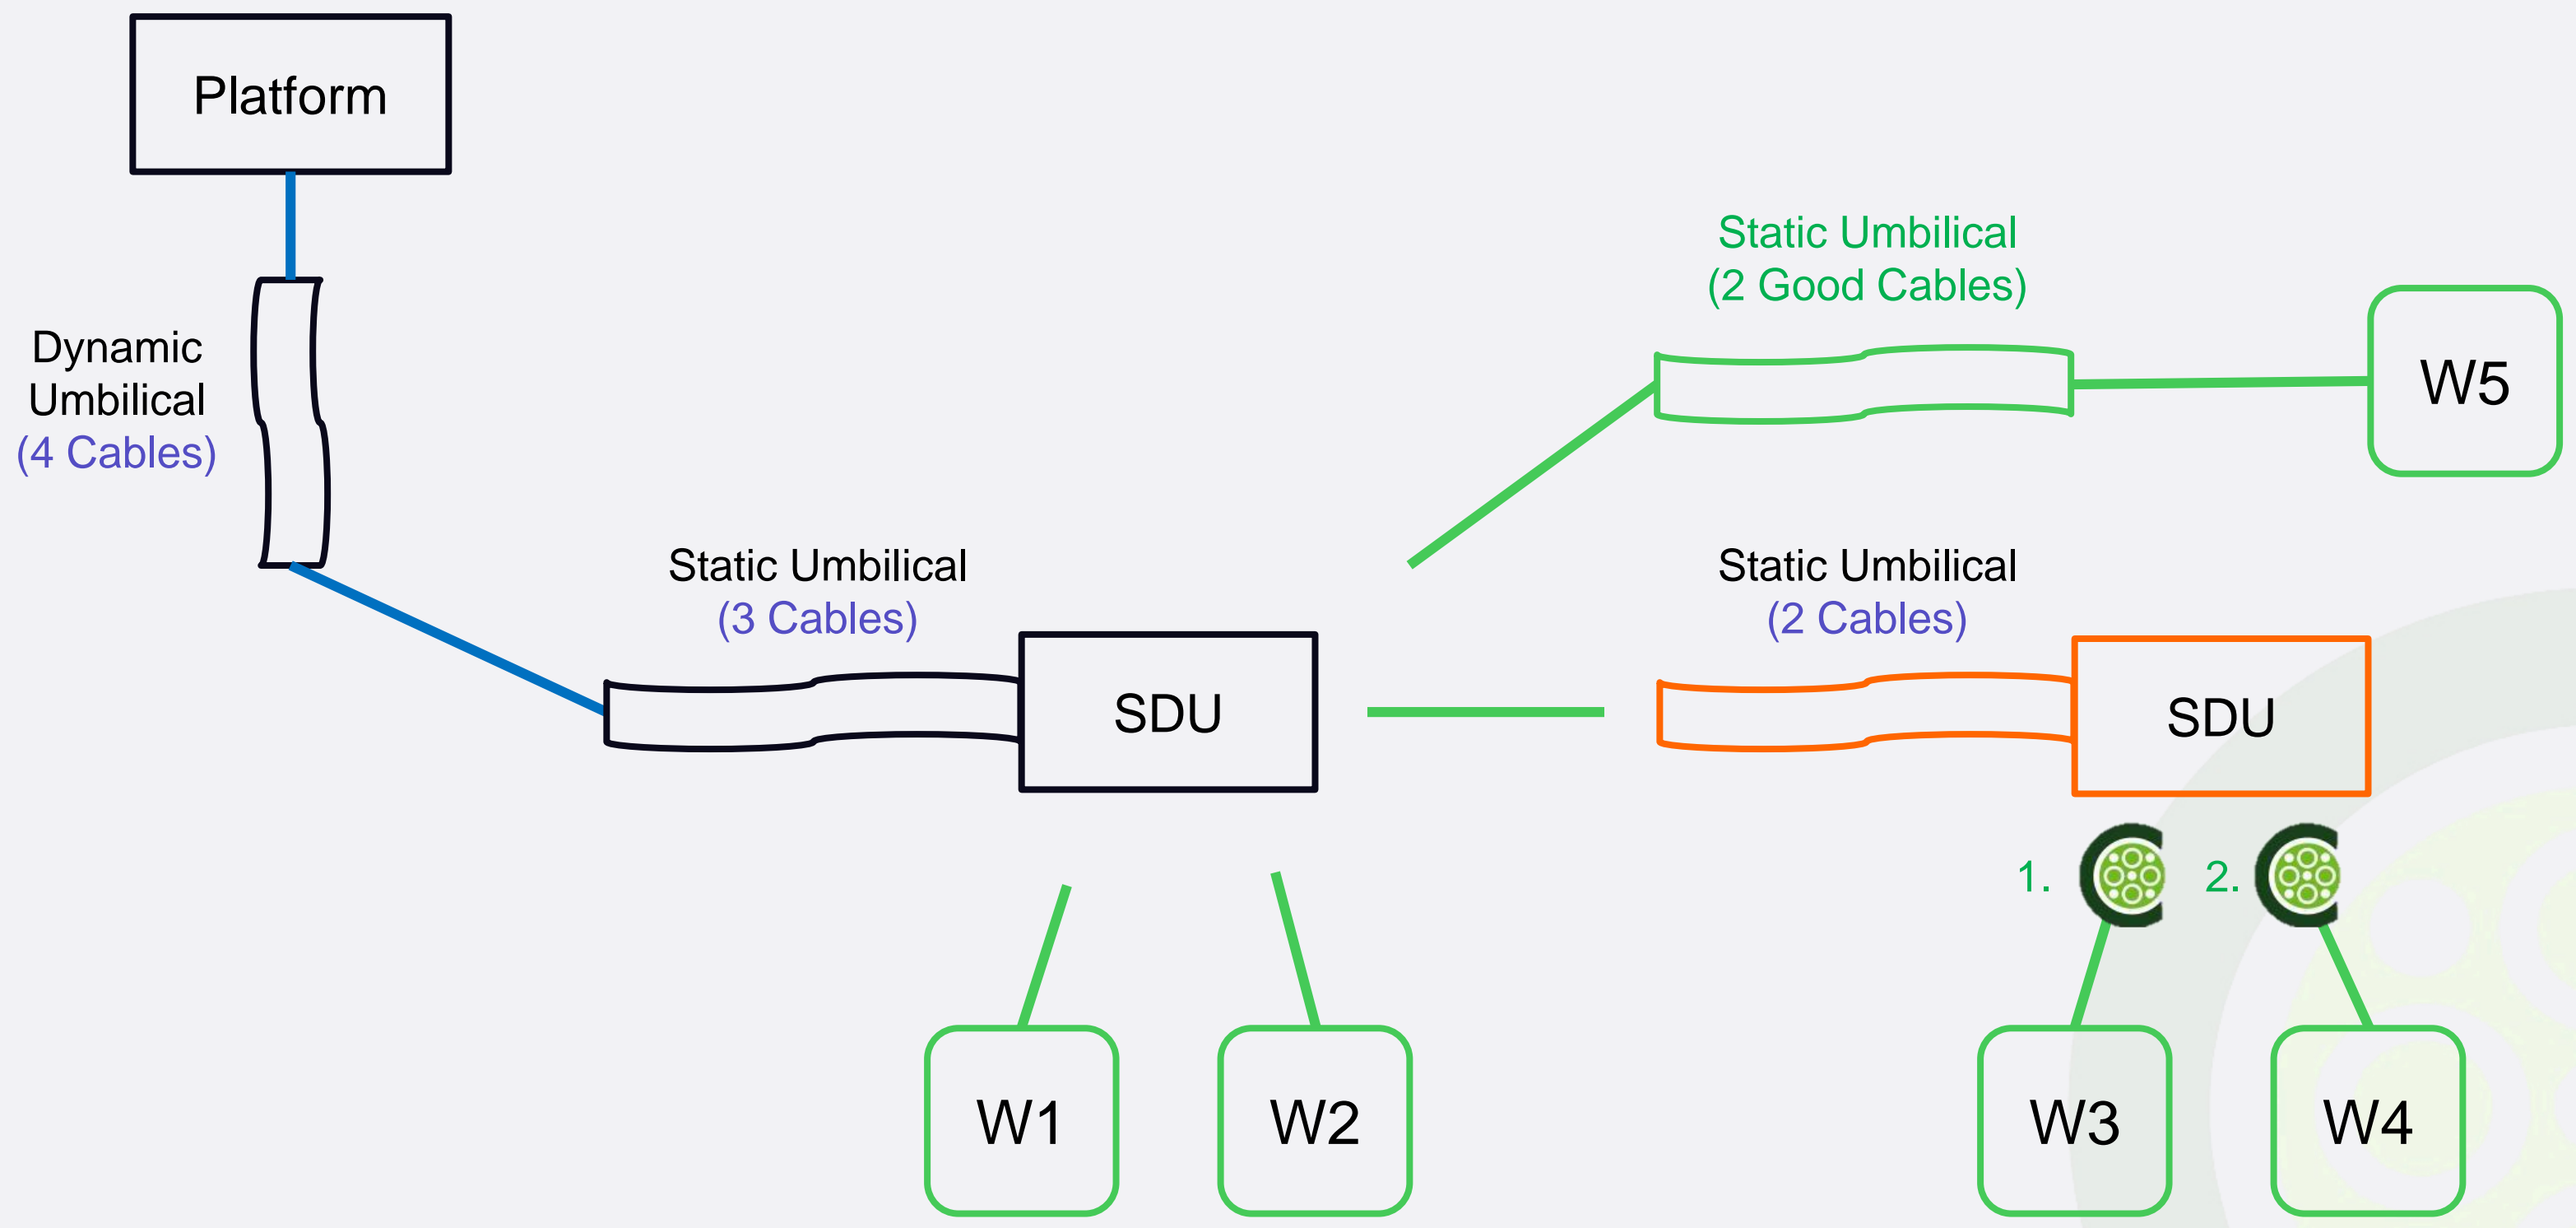 Platform
Dynamic
Umbilical
(4 Cables)
Static Umbilical
(3 Cables)
SDU
Static Umbilical
(2 Good Cables)
W5
Static Umbilical
(2 Cables)
SDU
1.
2.
W1
W2
W3
W4